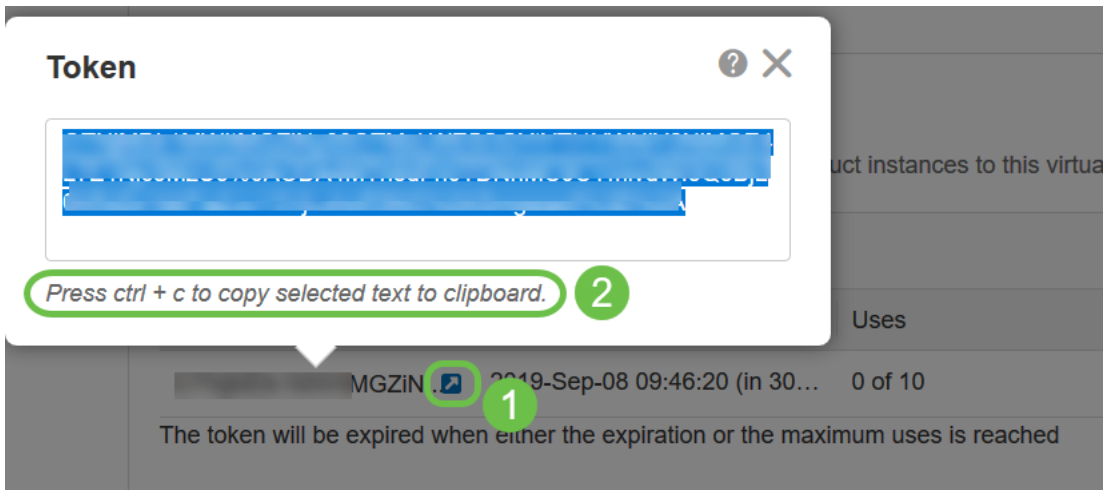 Token
uct instances to this virtua
Press ctrl + c to copy selected text to clipboard. 2
Uses
MGZiN... 2019-Sep-08 09:46:20 (in 30... 0 of 10
1
The token will be expired when either the expiration or the maximum uses is reached